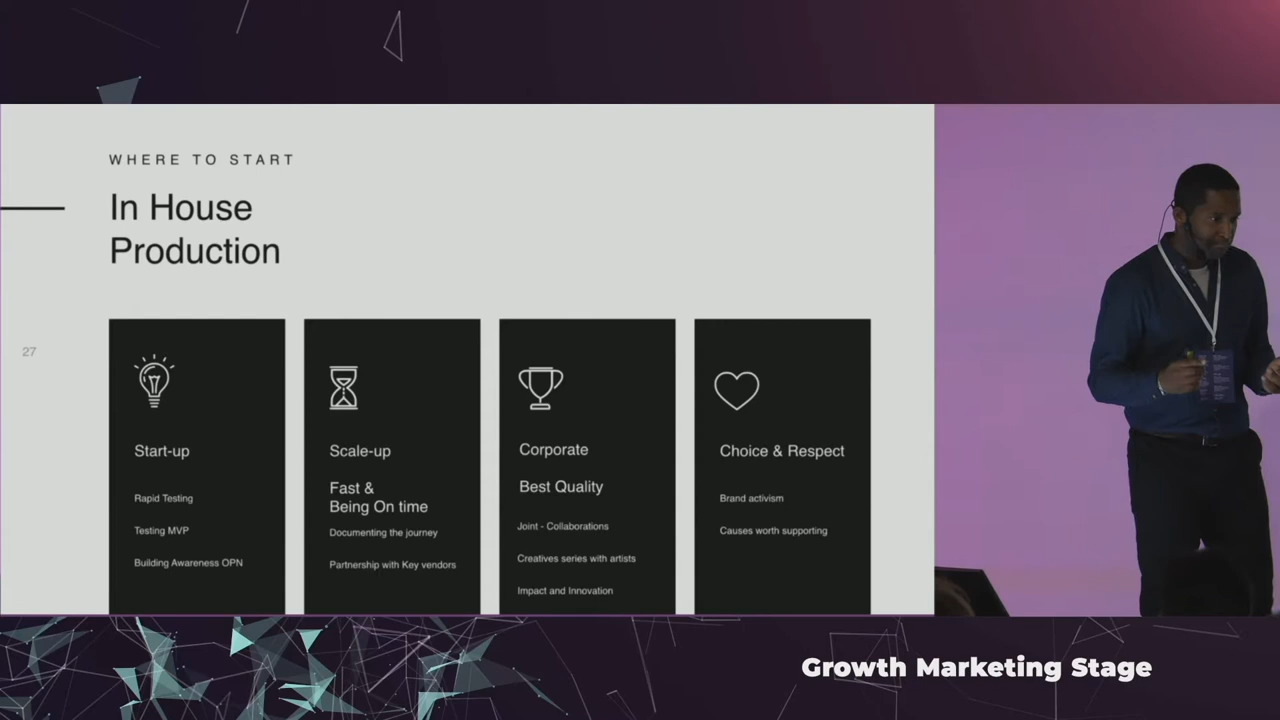 WHERE TO START
In House
Production
27
Start-up
Rapid Testing
Testing MVP
Building Awareness OPN
Scale-up
Fast &
Being On time
Documenting the journey
Partnership with Key vendors
Corporate
Best Quality
Joint - Collaborations
Creatives series with artists
Impact and Innovation
Choice & Respect
Brand activism
Causes worth supporting
Growth Marketing Stage